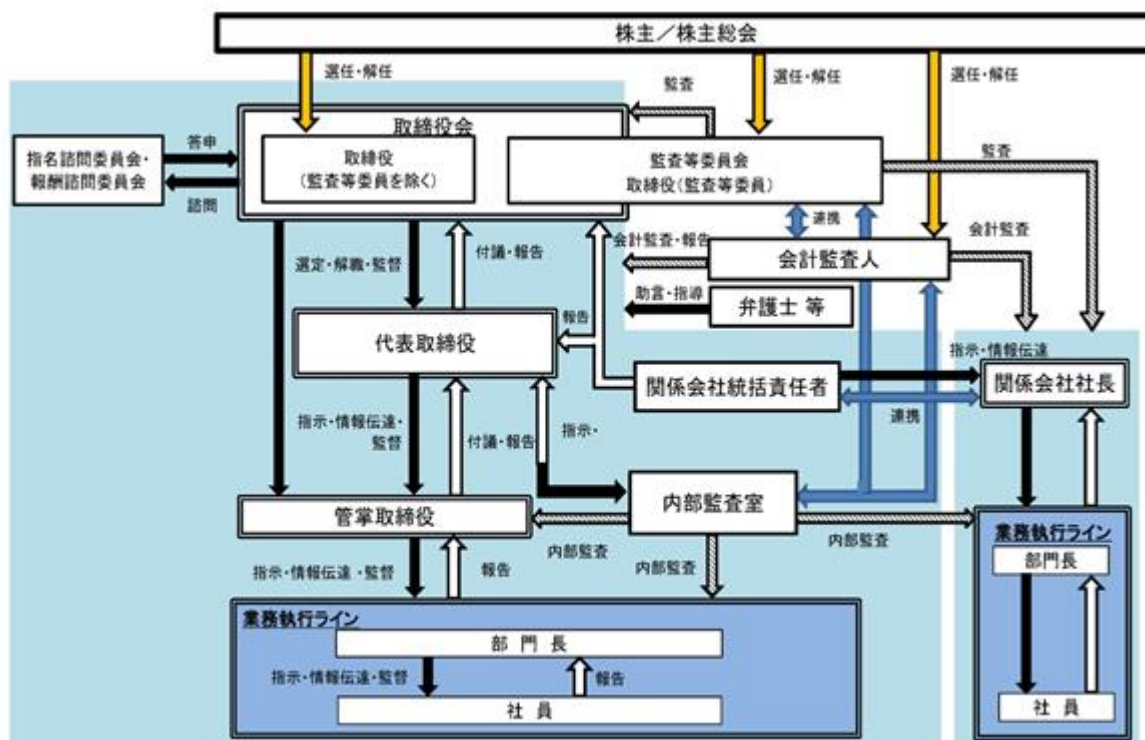 株主／株主総会
選任・解任
選任・解任
選任・解任
監査
取締役会
答申
指名諮問委員会・
報酬諮問委員会
諮問
取締役
(監査等委員を除く)
監査等委員会
取締役(監査等委員)
監査
連携
会計監査・報告
会計監査人
会計監査
選定・解職・監督
付議・報告
助言・指導
弁護士 等
報告
代表取締役
関係会社統括責任者
指示・情報伝達
関係会社社長
連携
指示・情報伝達・
監督
付議・報告
指示・
内部監査室
管掌取締役
内部監査
内部監査
内部監査
指示・情報伝達・監督
報告
業務執行ライン
部門長
社員
業務執行ライン
部 門 長
指示・情報伝達・監督
報告
社 員